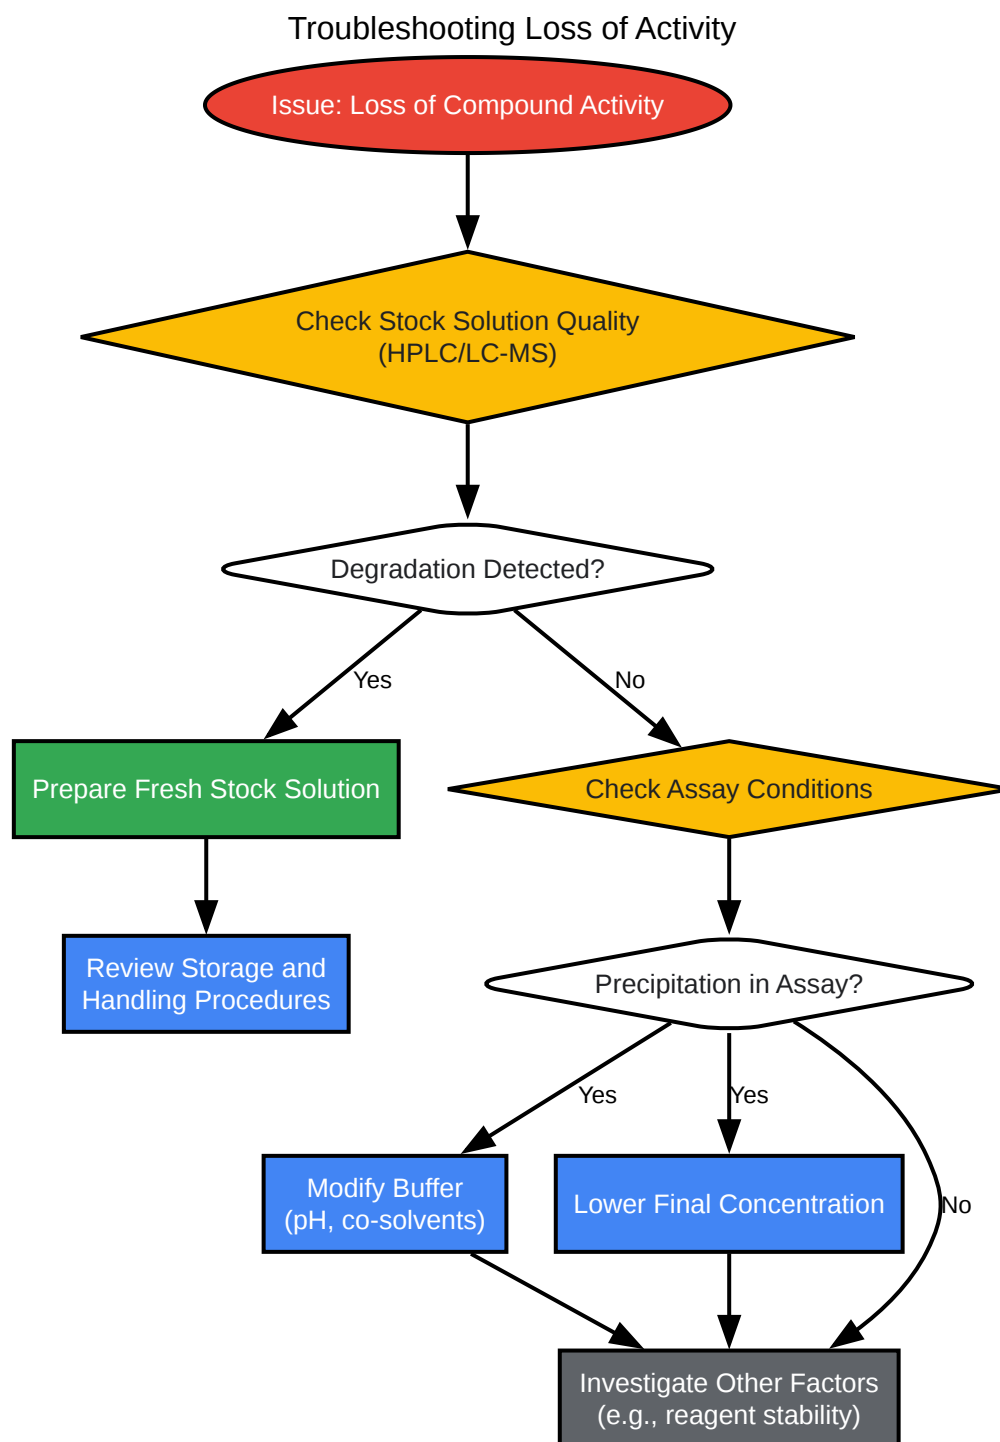 Troubleshooting Loss of Activity
Issue: Loss of Compound Activity
Check Stock Solution Quality
(HPLC/LC-MS)
Degradation Detected?
Yes
No
Prepare Fresh Stock Solution
Check Assay Conditions
Review Storage and
Handling Procedures
Precipitation in Assay?
Yes
Yes
No
Modify Buffer
(pH, co-solvents)
Lower Final Concentration
Investigate Other Factors
(e.g., reagent stability)